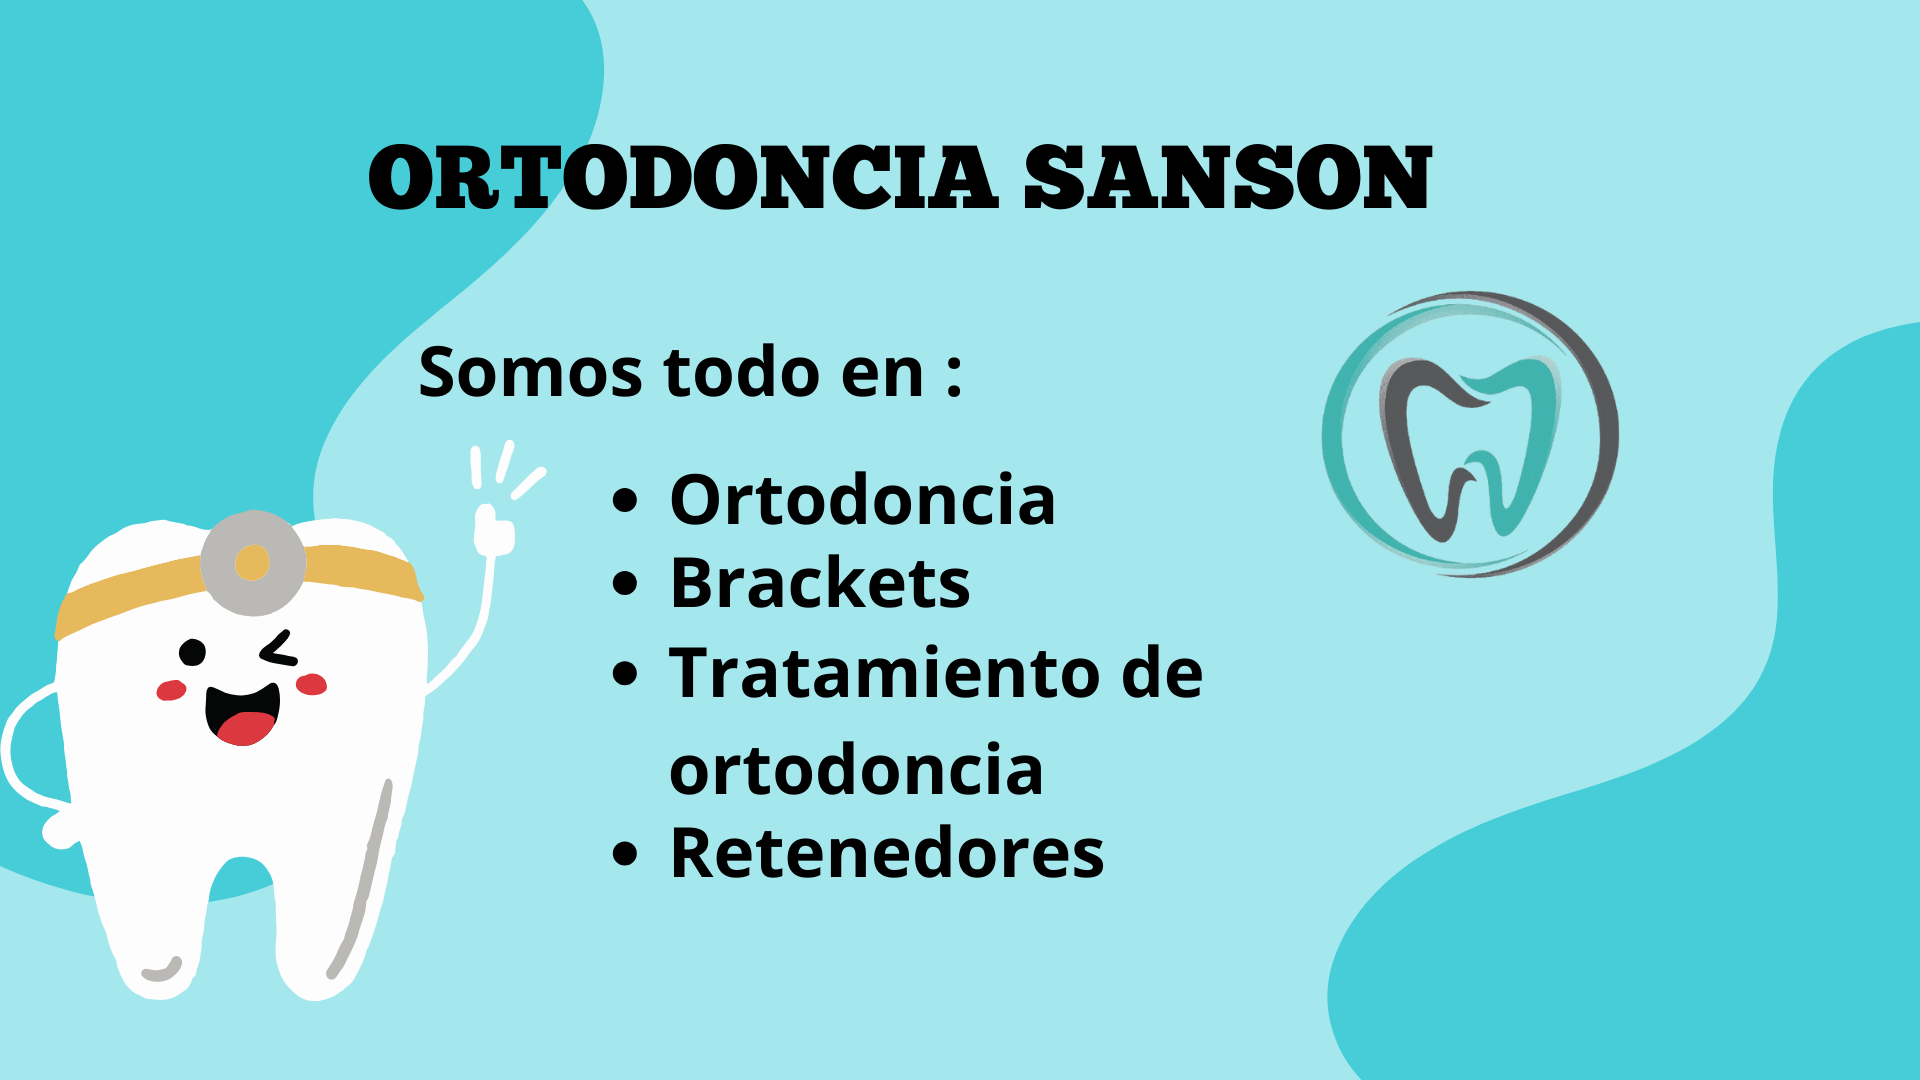 ORTODONCIA SANSON
Somos todo en :
• Ortodoncia
• Brackets
• Tratamiento de
ortodoncia
• Retenedores